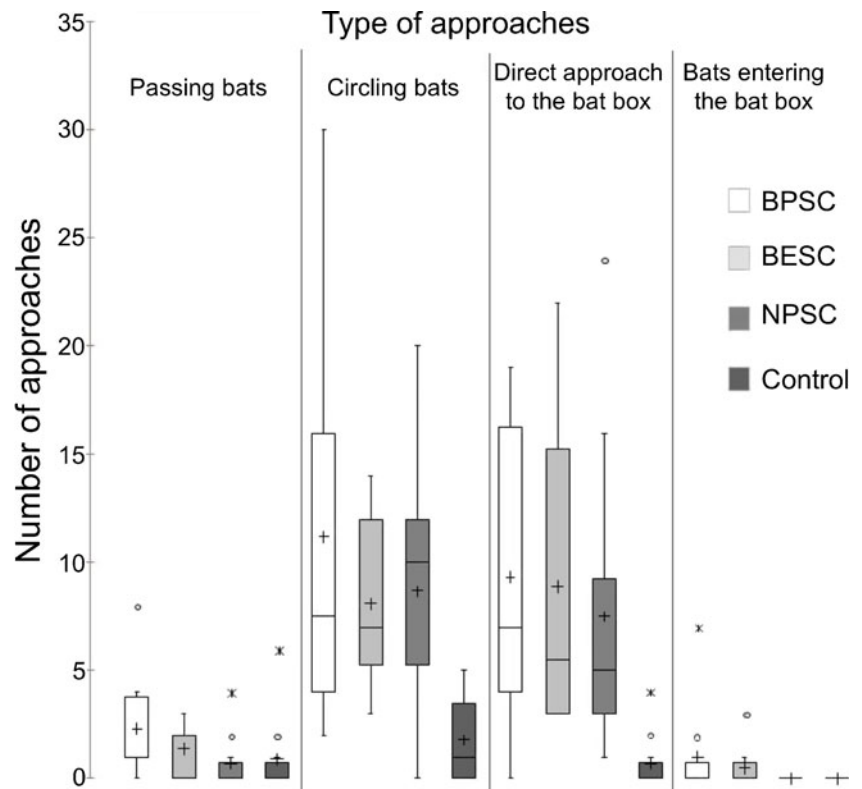 Type of approaches
Passing bats
Circling bats
Direct approach
to the bat box
Bats entering
the bat box
Number of approaches
35
30
25
20
15
10
5
0
BPSC
BESC
NPSC
Control